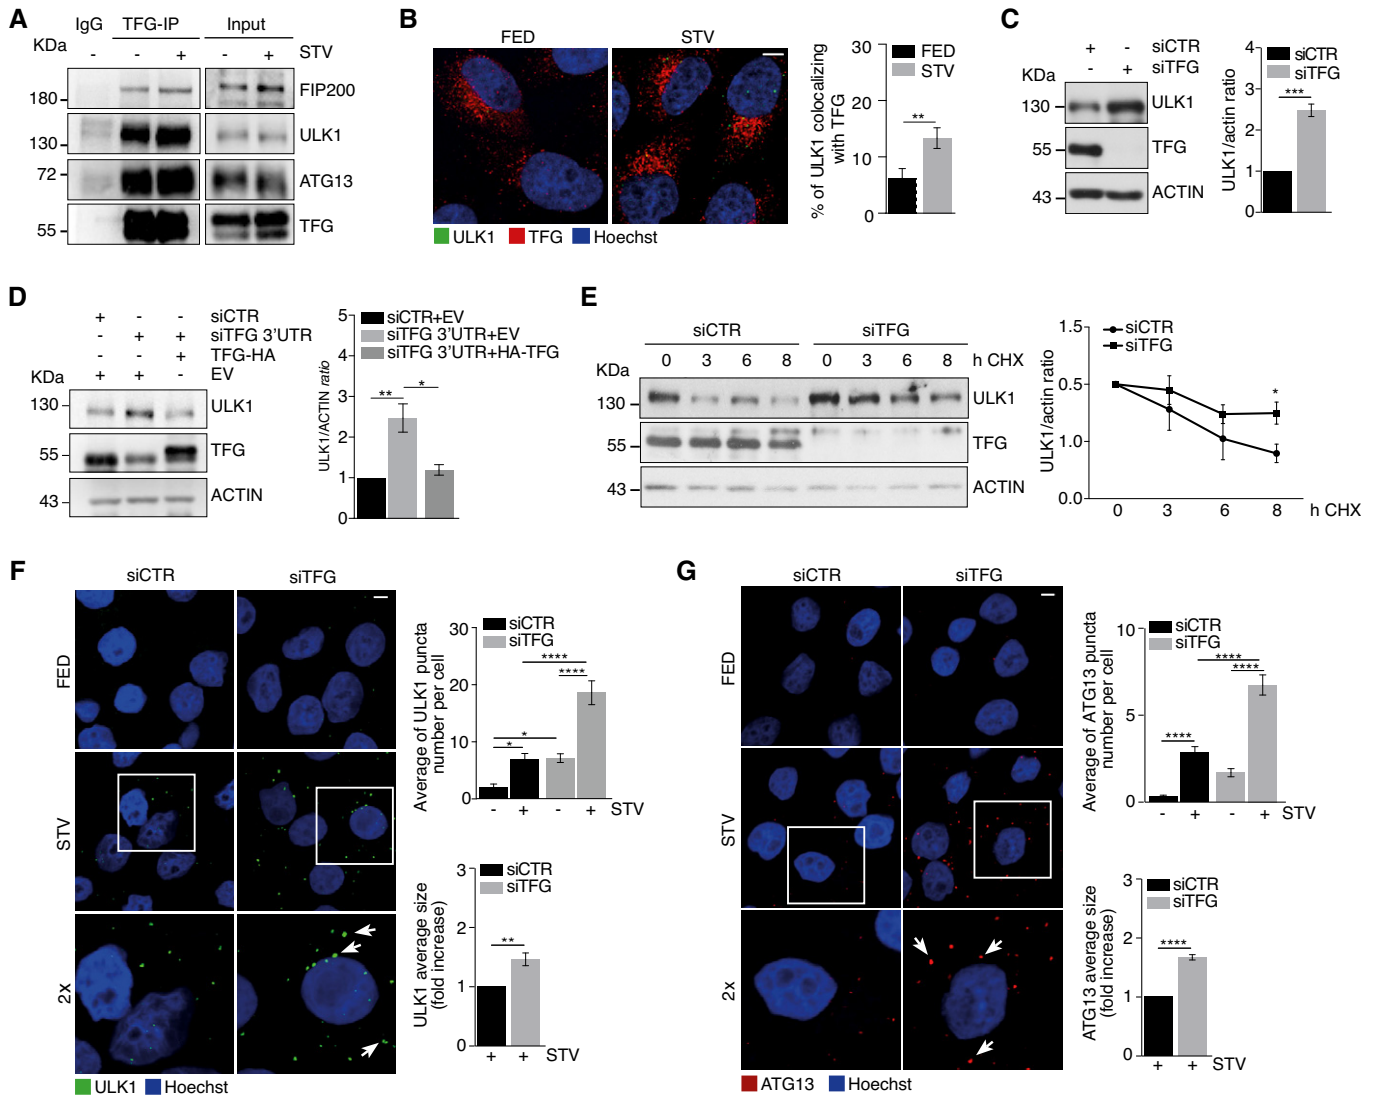 A
IgG TFG-IP Input
KDa
- - + - + STV
180 FIP200
130 ULK1
72 ATG13
55 TFG
B
FED STV
ULK1 TFG Hoechst
% of ULK1 colocalizing
with TFG
30
20
10
0
FED
STV
**
C
+ - siCTR
- + siTFG
KDa
130 ULK1
55 TFG
43 ACTIN
ULK1/actin ratio
4
3
2
1
0
siCTR
siTFG
***
D
+ - - siCTR
- + + siTFG 3'UTR
- - + TFG-HA
+ + - EV
KDa
130 ULK1
55 TFG
43 ACTIN
ULK1/ACTIN ratio
5
4
3
2
1
0
siCTR+EV
siTFG 3'UTR+EV
siTFG 3'UTR+HA-TFG
** *
E
siCTR siTFG
0 3 6 8 0 3 6 8 h CHX
KDa
130 ULK1
55 TFG
43 ACTIN
ULK1/actin ratio
1.5
0.5
1.0
0.0
siCTR
siTFG
*
0 3 6 8 h CHX
F
siCTR siTFG
FED
STV
2x
ULK1 Hoechst
Average of ULK1 puncta
number per cell
30
20
10
0
siCTR
siTFG
****
****
*
*
- + - + STV
ULK1 average size
(fold increase)
3
2
1
0
siCTR
siTFG
**
+ + STV
G
siCTR siTFG
FED
STV
2x
ATG13 Hoechst
Average of ATG13 puncta
number per cell
10
5
0
siCTR
siTFG
****
****
****
- + - + STV
ATG13 average size
(fold increase)
3
2
1
0
siCTR
siTFG
****
+ + STV